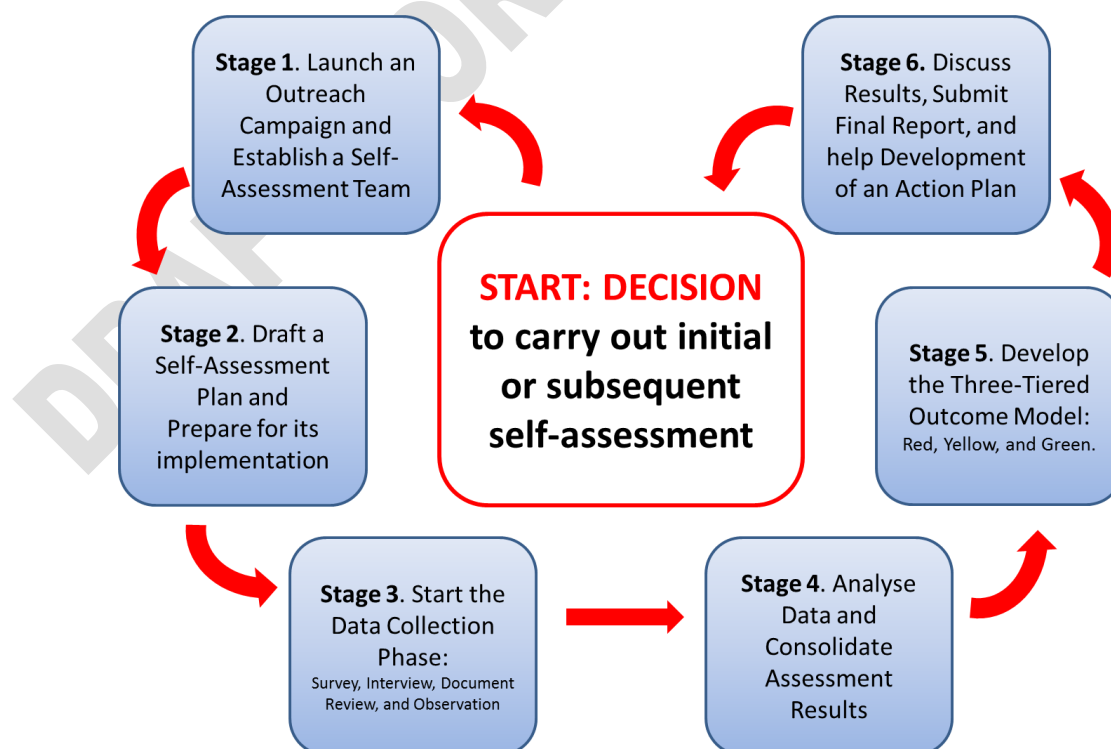 START: DECISION
to carry out initial
or subsequent
self-assessment
Stage 1. Launch an
Outreach
Campaign and
Establish a Self-
Assessment Team
Stage 2. Draft a
Self-Assessment
Plan and
Prepare for its
implementation
Stage 3. Start the
Data Collection
Phase:
Survey, Interview, Document
Review, and Observation
Stage 4. Analyse
Data and
Consolidate
Assessment
Results
Stage 5. Develop
the Three-Tiered
Outcome Model:
Red, Yellow, and Green.
Stage 6. Discuss
Results, Submit
Final Report, and
help Development
of an Action Plan